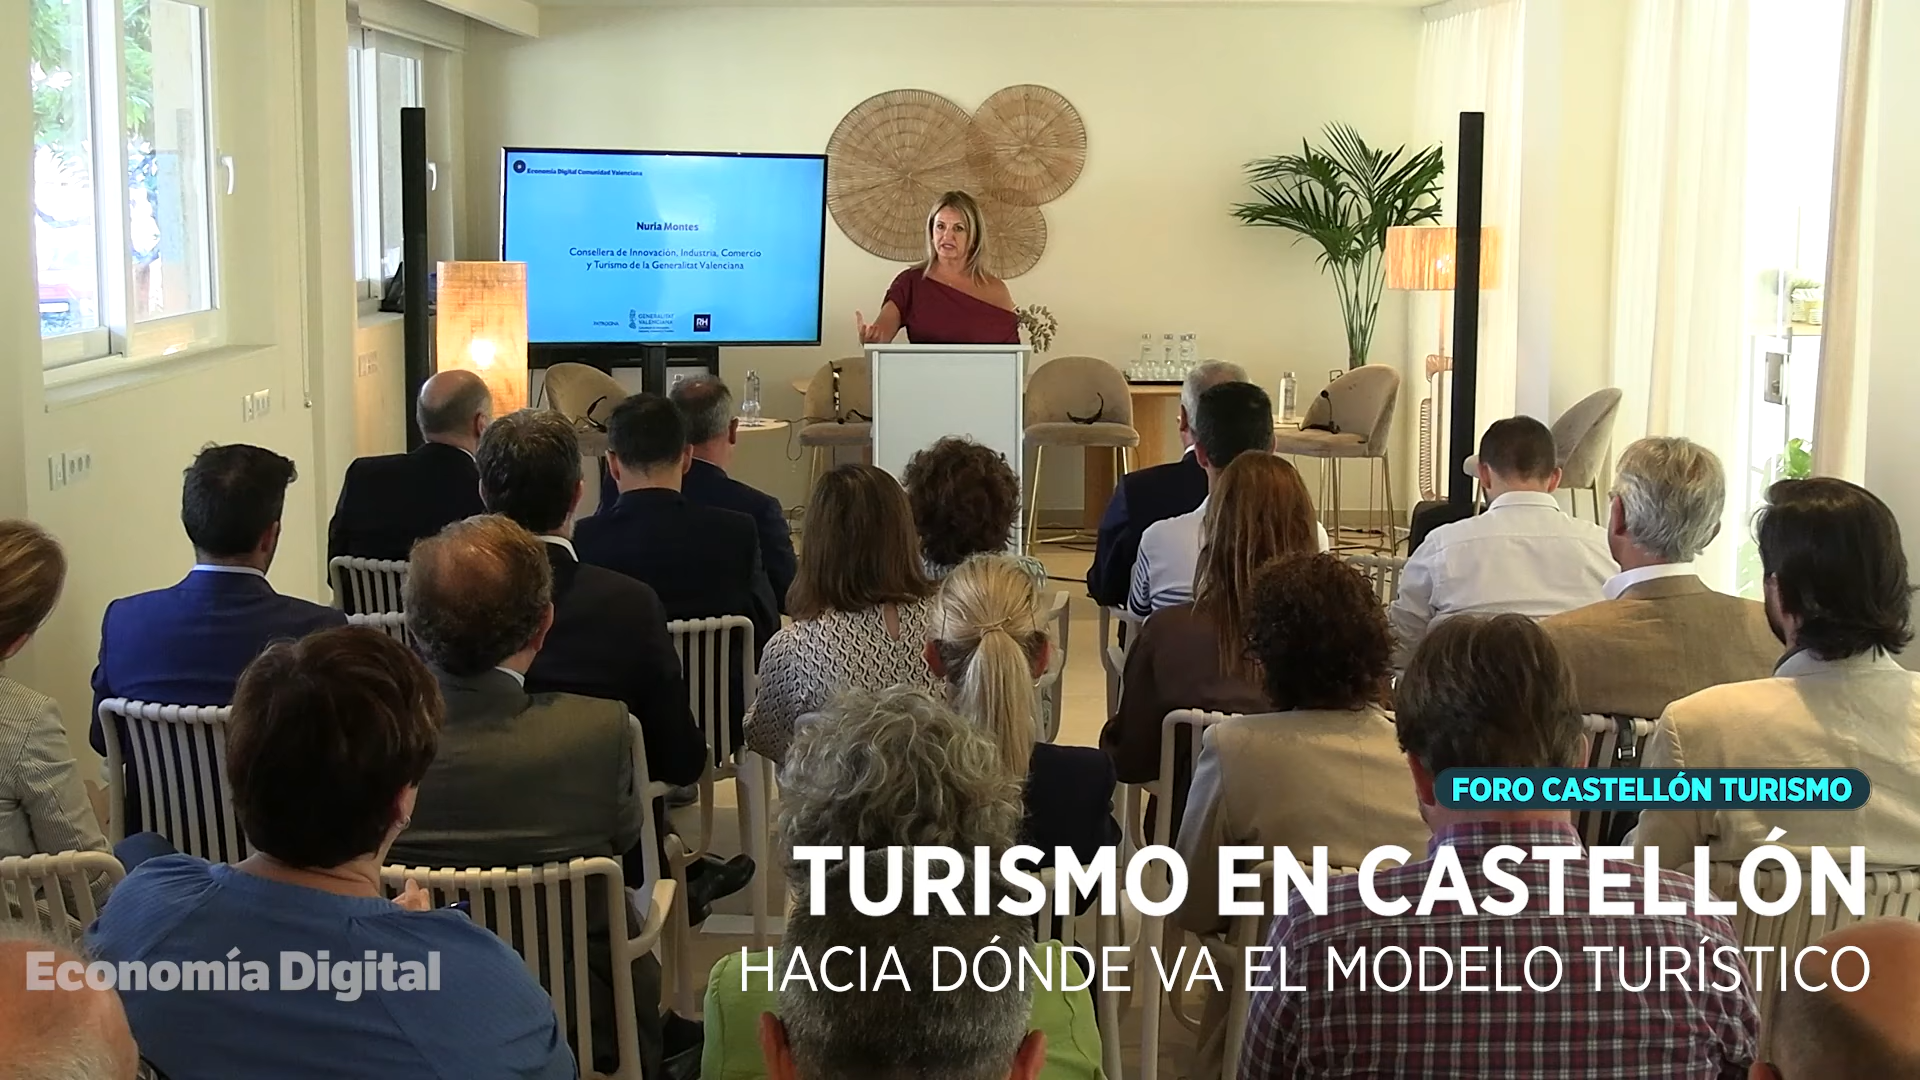 Economía Digital Comunidad Valenciana
Nuria Montes
Consellera de Innovación, Industria, Comercio
y Turismo de la Generalitat Valenciana
PATROCINA
GENERALITAT
VALENCIANA
RH
FORO CASTELLÓN TURISMO
TURISMO EN CASTELLÓN
HACIA DÓNDE VA EL MODELO TURÍSTICO
Economía Digital